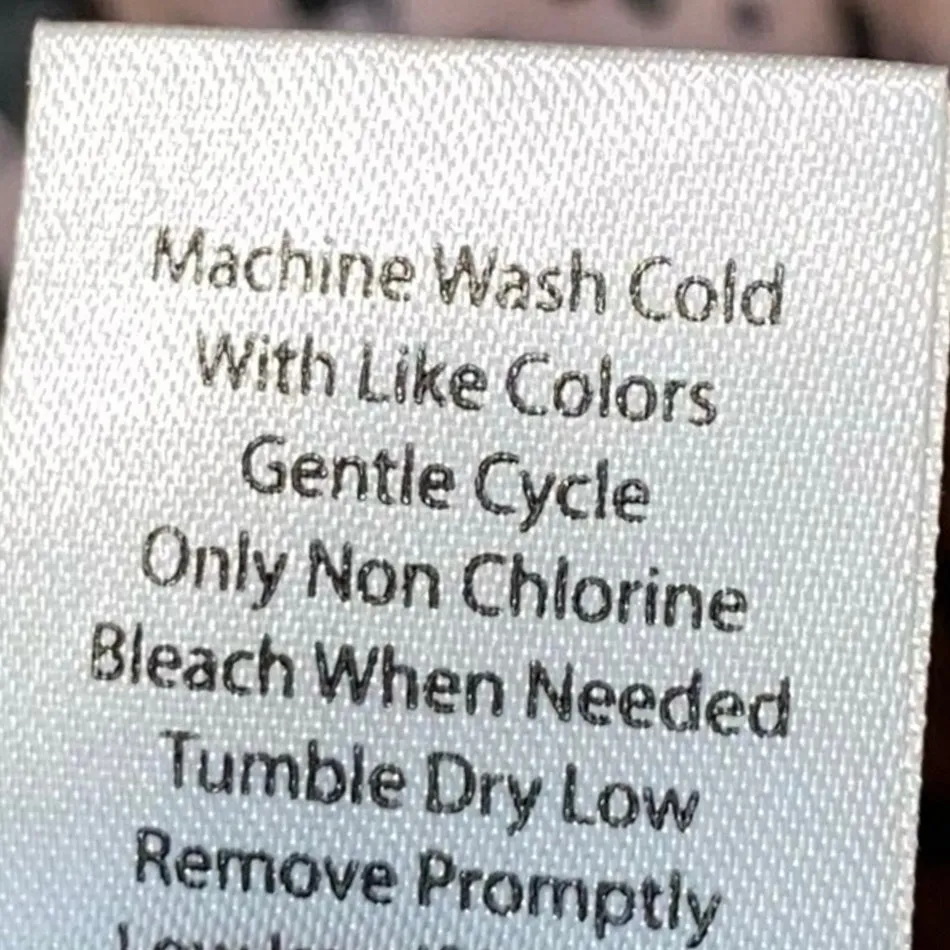 Machine Wash Cold
With Like Colors
Gentle Cycle
Only Non Chlorine
Bleach When Needed
Tumble Dry Low
Remove Promptly